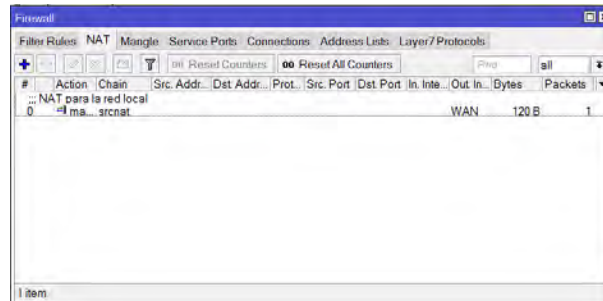 Firewall
Filter Rules NAT Mangle Service Ports Connections Address Lists Layer7 Protocols
oo Reset Counters oo Reset All Counters Find all
# Action Chain Src. Addr... Dst. Addr... Prot... Src. Port Dst. Port In. Inte... Out. In... Bytes Packets
;;; NAT para la red local
0 ma... srcnat WAN 120 B 1
1 item